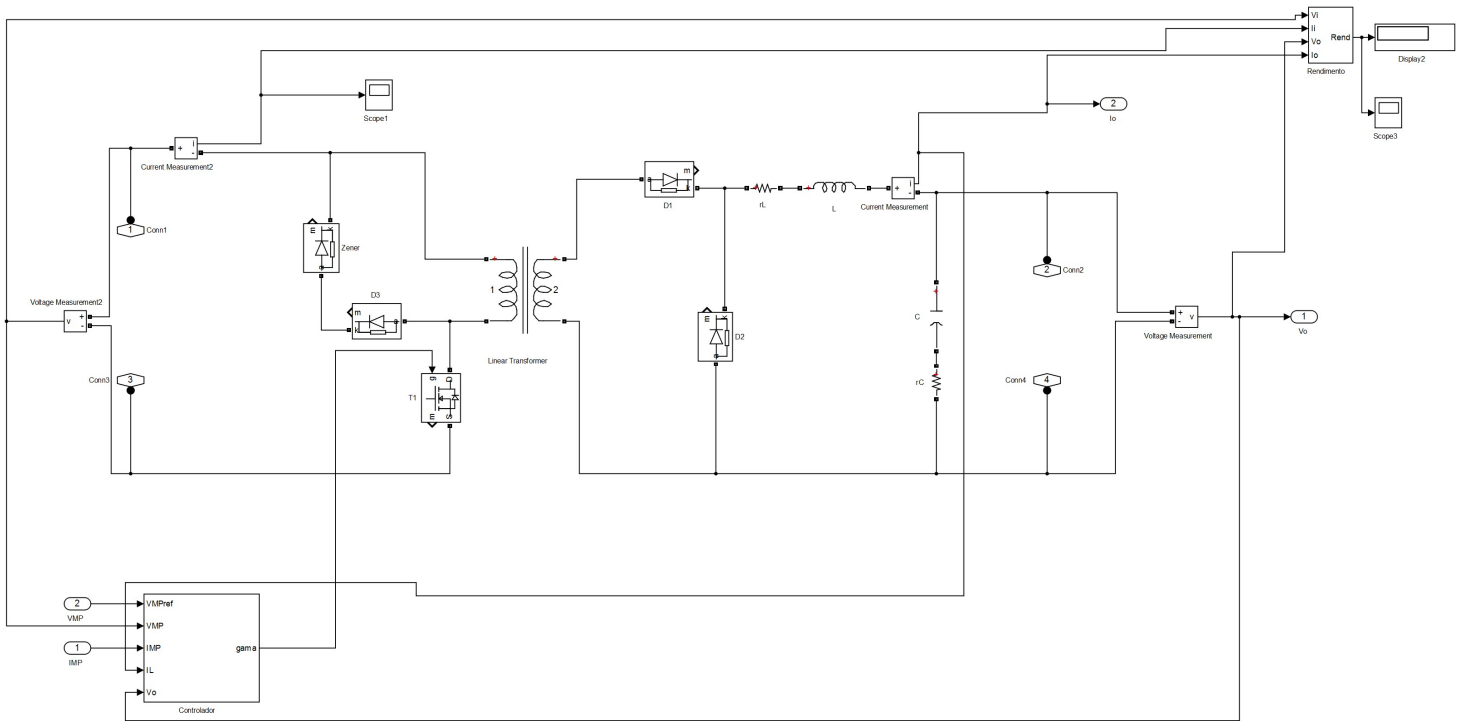 Vi
Ii
Vo
Io
Rend
Rendimento
Display2
Scope3
Scope1
2
Io
+
i
-
Current Measurement2
1
Conn1
m
k
a
Zener
D3
m
k
a
Voltage Measurement2
v
+
-
Conn3
3
g
D
m
S
T1
+
+
1
2
Linear Transformer
a
m
k
D1
+
rL
+
L
+
i
-
Current Measurement
m
k
a
D2
+
C
+
rC
2
Conn2
Conn4
4
+
-
v
Voltage Measurement
1
Vo
2
VMP
1
IMP
VMPref
VMP
IMP
IL
Vo
gama
Controlador